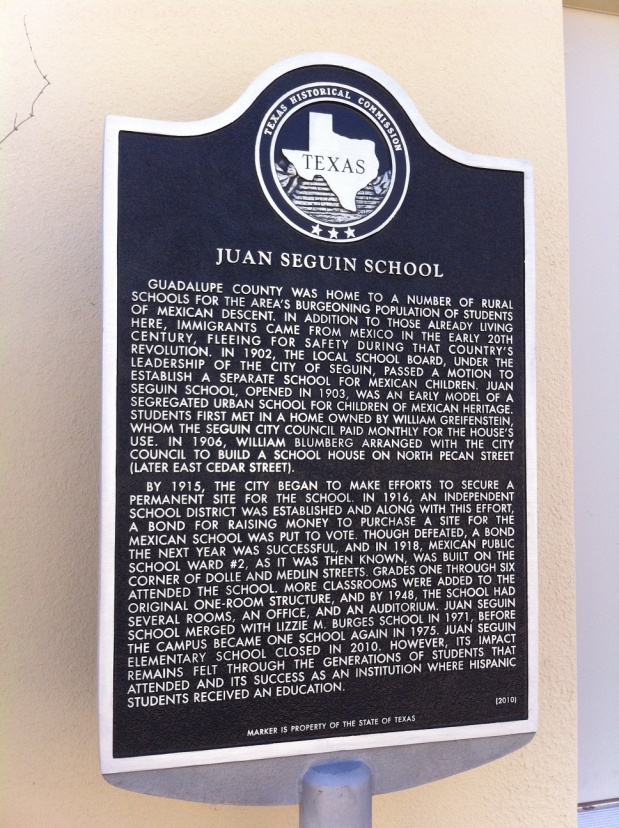 TEXAS HISTORICAL COMMISSION
TEXAS
JUAN SEGUIN SCHOOL
GUADALUPE COUNTY WAS HOME TO A NUMBER OF RURAL
SCHOOLS FOR THE AREA'S BURGEONING POPULATION OF STUDENTS
OF MEXICAN DESCENT. IN ADDITION TO THOSE ALREADY LIVING
HERE, IMMIGRANTS CAME FROM MEXICO IN THE EARLY 20TH
CENTURY, FLEEING FOR SAFETY DURING THAT COUNTRY'S
REVOLUTION. IN 1902, THE LOCAL SCHOOL BOARD, UNDER THE
LEADERSHIP OF THE CITY OF SEGUIN, PASSED A MOTION TO
ESTABLISH A SEPARATE SCHOOL FOR MEXICAN CHILDREN. JUAN
SEGUIN SCHOOL, OPENED IN 1903, WAS AN EARLY MODEL OF A
SEGREGATED URBAN SCHOOL FOR CHILDREN OF MEXICAN HERITAGE.
STUDENTS FIRST MET IN A HOME OWNED BY WILLIAM GREIFENSTEIN,
WHOM THE SEGUIN CITY COUNCIL PAID MONTHLY FOR THE HOUSE'S
USE. IN 1906, WILLIAM BLUMBERG ARRANGED WITH THE CITY
COUNCIL TO BUILD A SCHOOL HOUSE ON NORTH PECAN STREET
(LATER EAST CEDAR STREET).
BY 1915, THE CITY BEGAN TO MAKE EFFORTS TO SECURE A
PERMANENT SITE FOR THE SCHOOL. IN 1916, AN INDEPENDENT
SCHOOL DISTRICT WAS ESTABLISHED AND ALONG WITH THIS EFFORT,
A BOND FOR RAISING MONEY TO PURCHASE A SITE FOR THE
MEXICAN SCHOOL WAS PUT TO VOTE. THOUGH DEFEATED, A BOND
THE NEXT YEAR WAS SUCCESSFUL, AND IN 1918, MEXICAN PUBLIC
SCHOOL WARD #2, AS IT WAS THEN KNOWN, WAS BUILT ON THE
CORNER OF DOLLE AND MEDLIN STREETS. GRADES ONE THROUGH SIX
ATTENDED THE SCHOOL. MORE CLASSROOMS WERE ADDED TO THE
ORIGINAL ONE-ROOM STRUCTURE, AND BY 1948, THE SCHOOL HAD
SEVERAL ROOMS, AN OFFICE, AND AN AUDITORIUM. JUAN SEGUIN
SCHOOL MERGED WITH LIZZIE M. BURGES SCHOOL IN 1971, BEFORE
THE CAMPUS BECAME ONE SCHOOL AGAIN IN 1975. JUAN SEGUIN
ELEMENTARY SCHOOL CLOSED IN 2010. HOWEVER, ITS IMPACT
REMAINS FELT THROUGH THE GENERATIONS OF STUDENTS THAT
ATTENDED AND ITS SUCCESS AS AN INSTITUTION WHERE HISPANIC
STUDENTS RECEIVED AN EDUCATION.
(2010)
MARKER IS PROPERTY OF THE STATE OF TEXAS